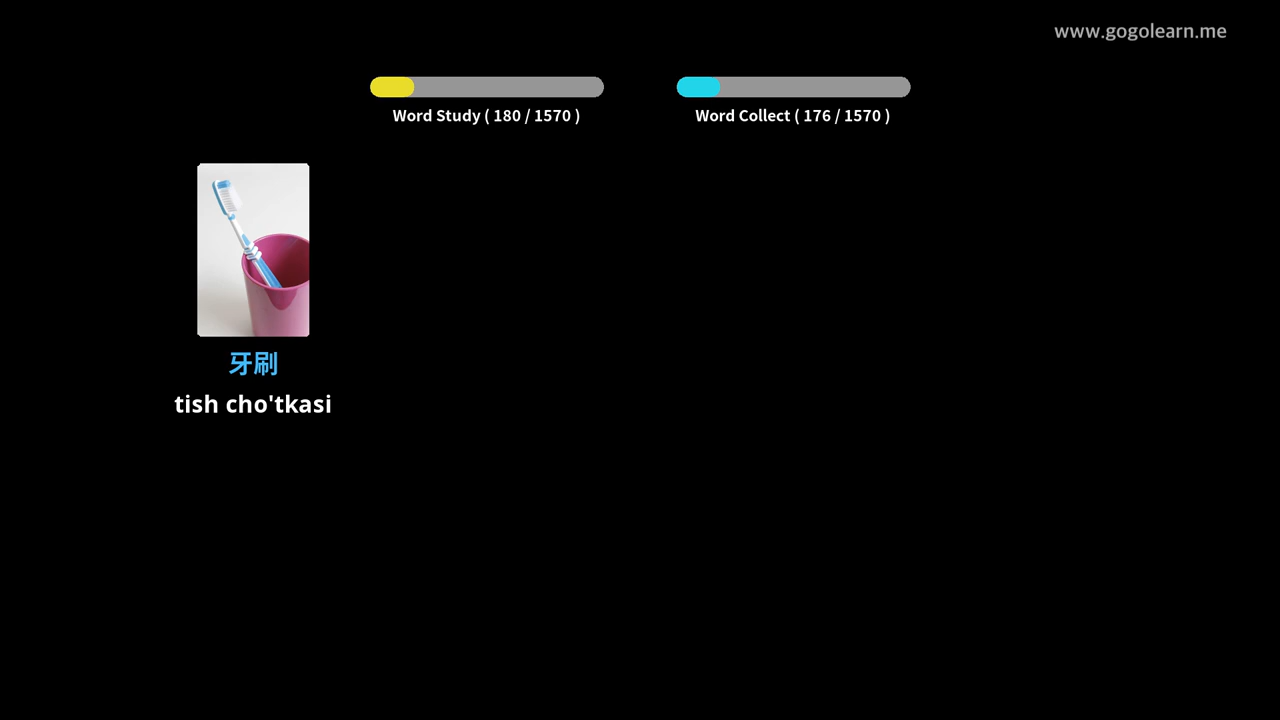 www.gogolearn.me
Word Study ( 180 / 1570 )
Word Collect ( 176 / 1570 )
牙刷
tish cho'tkasi